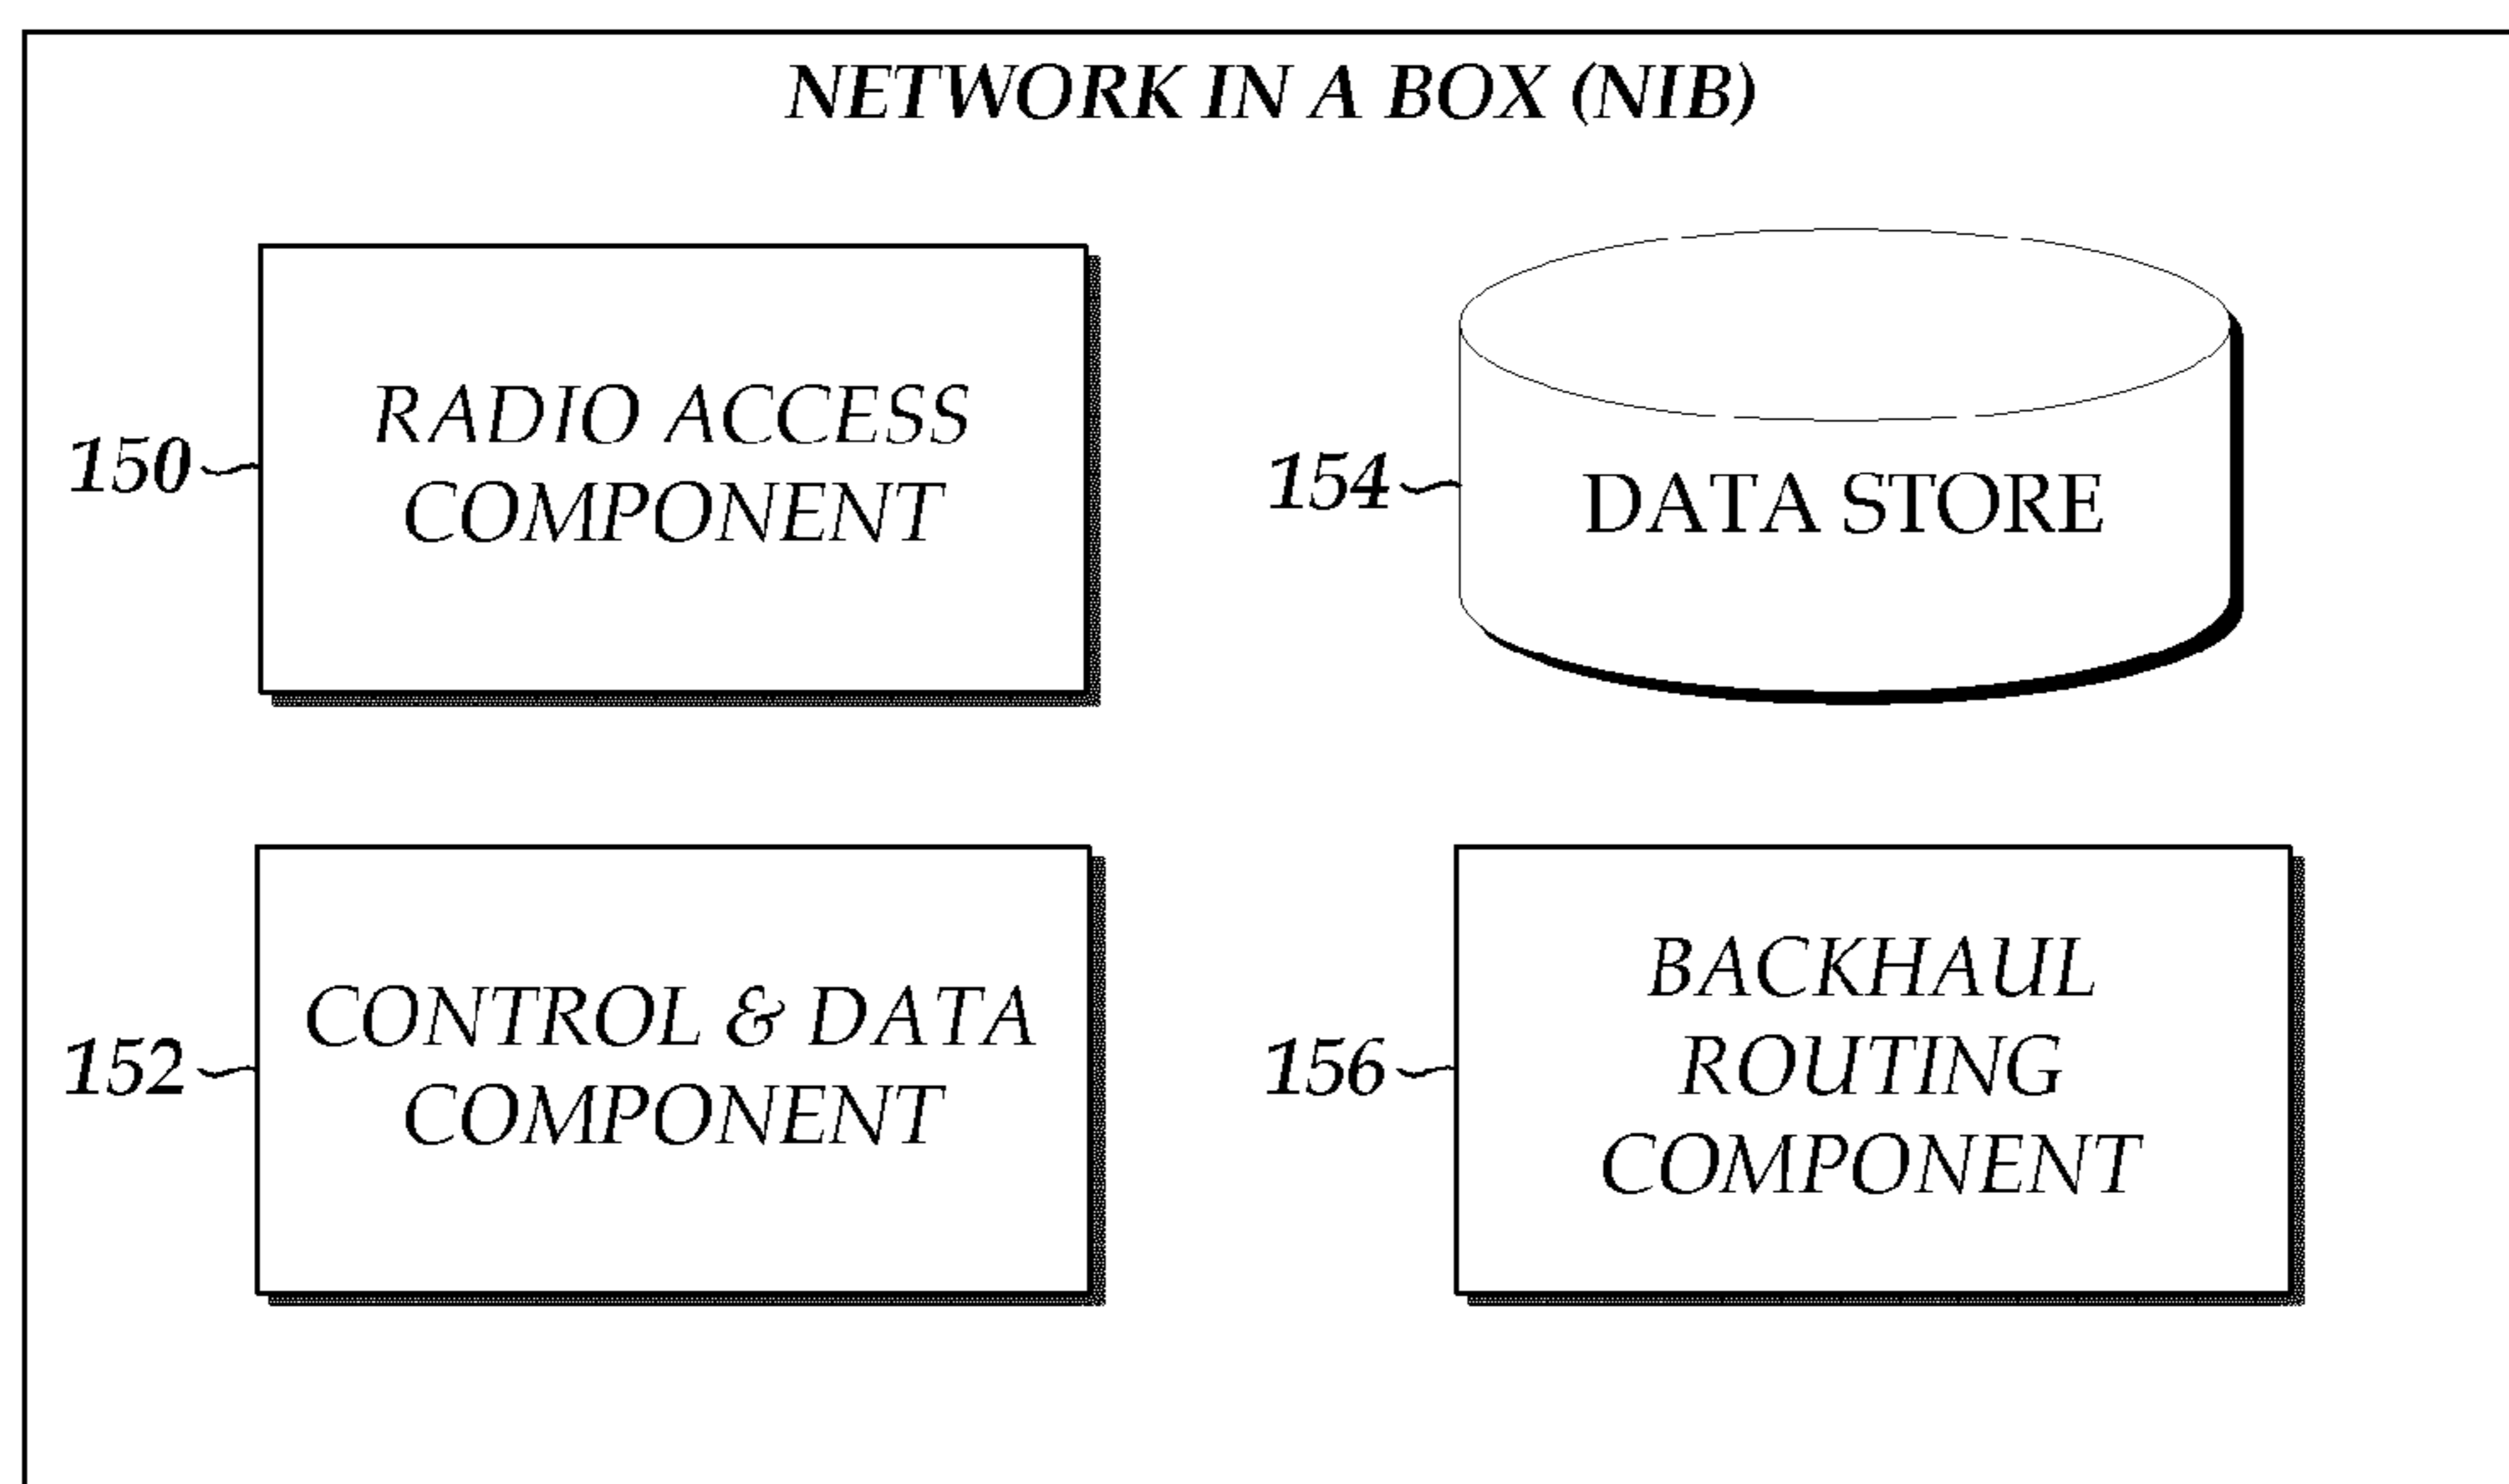 NETWORK IN A BOX (NIB)
150
RADIO ACCESS
COMPONENT
154
DATA STORE
152
CONTROL & DATA
COMPONENT
156
BACKHAUL
ROUTING
COMPONENT